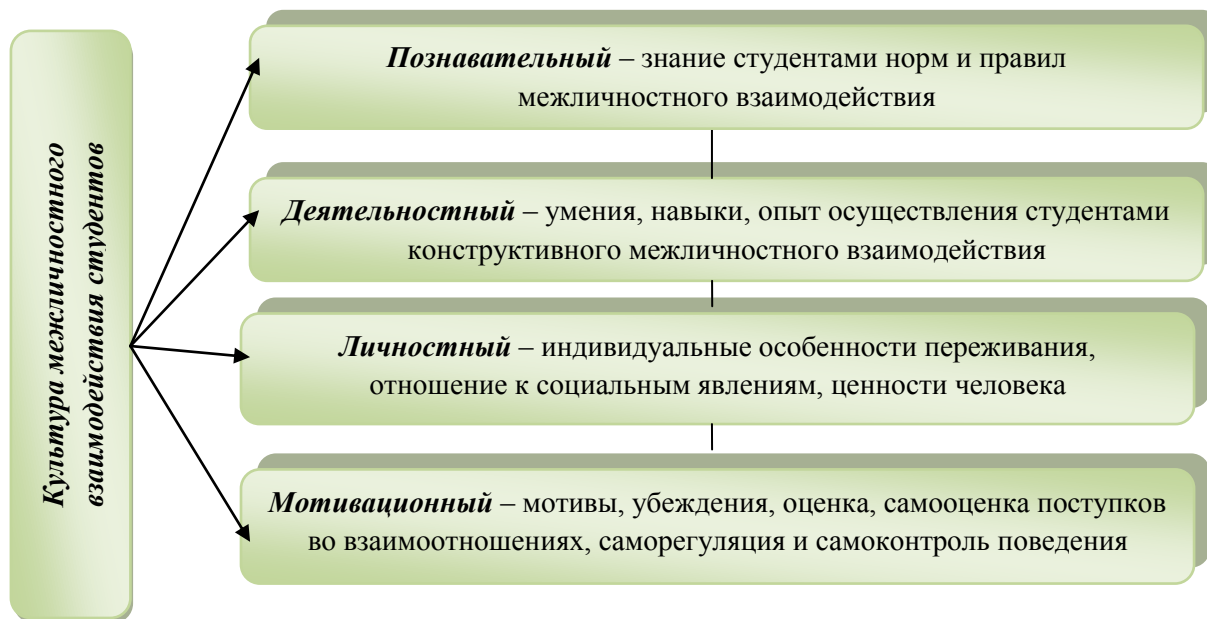 Культура межличностного
взаимодействия студентов
Познавательный – знание студентами норм и правил
межличностного взаимодействия
Деятельностный – умения, навыки, опыт осуществления студентами
конструктивного межличностного взаимодействия
Личностный – индивидуальные особенности переживания,
отношение к социальным явлениям, ценности человека
Мотивационный – мотивы, убеждения, оценка, самооценка поступков
во взаимоотношениях, саморегуляция и самоконтроль поведения